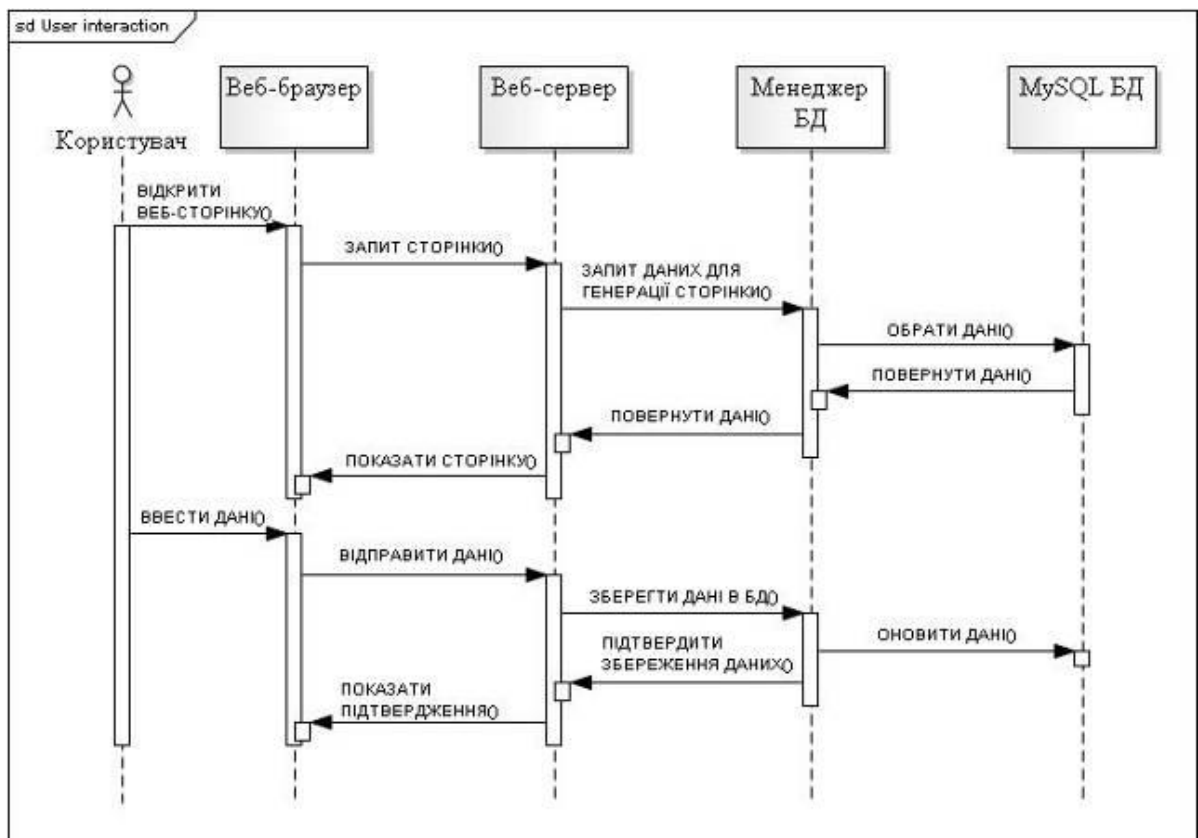 sd User interaction
Користувач
Веб-браузер
Веб-сервер
Менеджер
БД
MySQL БД
ВІДКРИТИ
ВЕБ-СТОРІНКУ()
ЗАПИТ СТОРІНКИ()
ЗАПИТ ДАНИХ ДЛЯ
ГЕНЕРАЦІЇ СТОРІНКИ()
ОБРАТИ ДАНІ()
ПОВЕРНУТИ ДАНІ()
ПОВЕРНУТИ ДАНІ()
ПОКАЗАТИ СТОРІНКУ()
ВВЕСТИ ДАНІ()
ВІДПРАВИТИ ДАНІ()
ЗБЕРЕГТИ ДАНІ В БД()
ОНОВИТИ ДАНІ()
ПІДТВЕРДИТИ
ЗБЕРЕЖЕННЯ ДАНИХ()
ПОКАЗАТИ
ПІДТВЕРДЖЕННЯ()